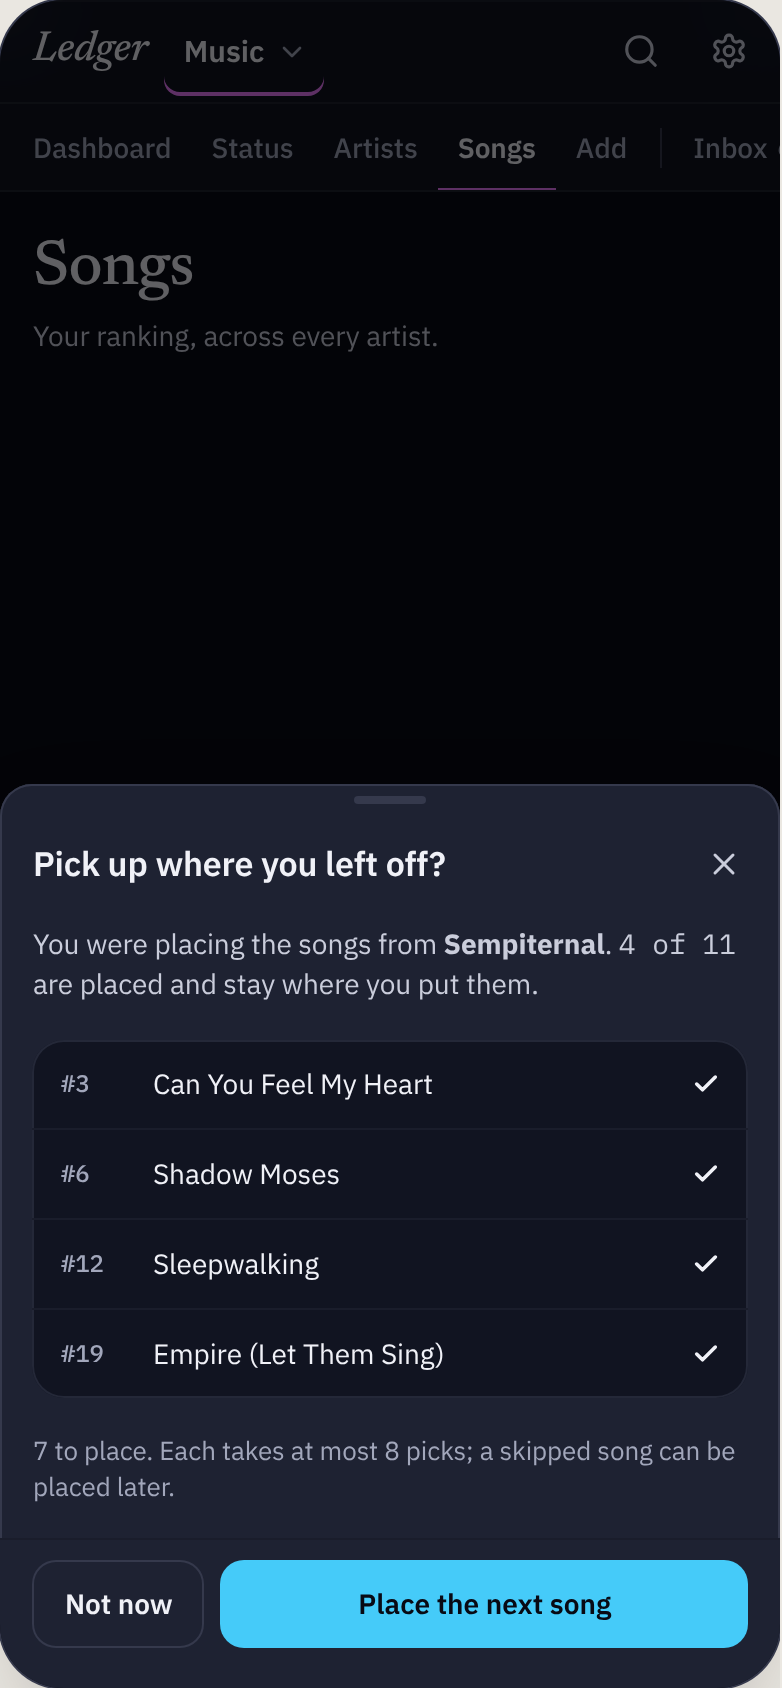 Ledger Music
Dashboard Status Artists Songs Add Inbox
Songs
Your ranking, across every artist.
Pick up where you left off?
You were placing the songs from Sempiternal. 4 of 11
are placed and stay where you put them.
#3 Can You Feel My Heart
#6 Shadow Moses
#12 Sleepwalking
#19 Empire (Let Them Sing)
7 to place. Each takes at most 8 picks; a skipped song can be
placed later.
Not now Place the next song